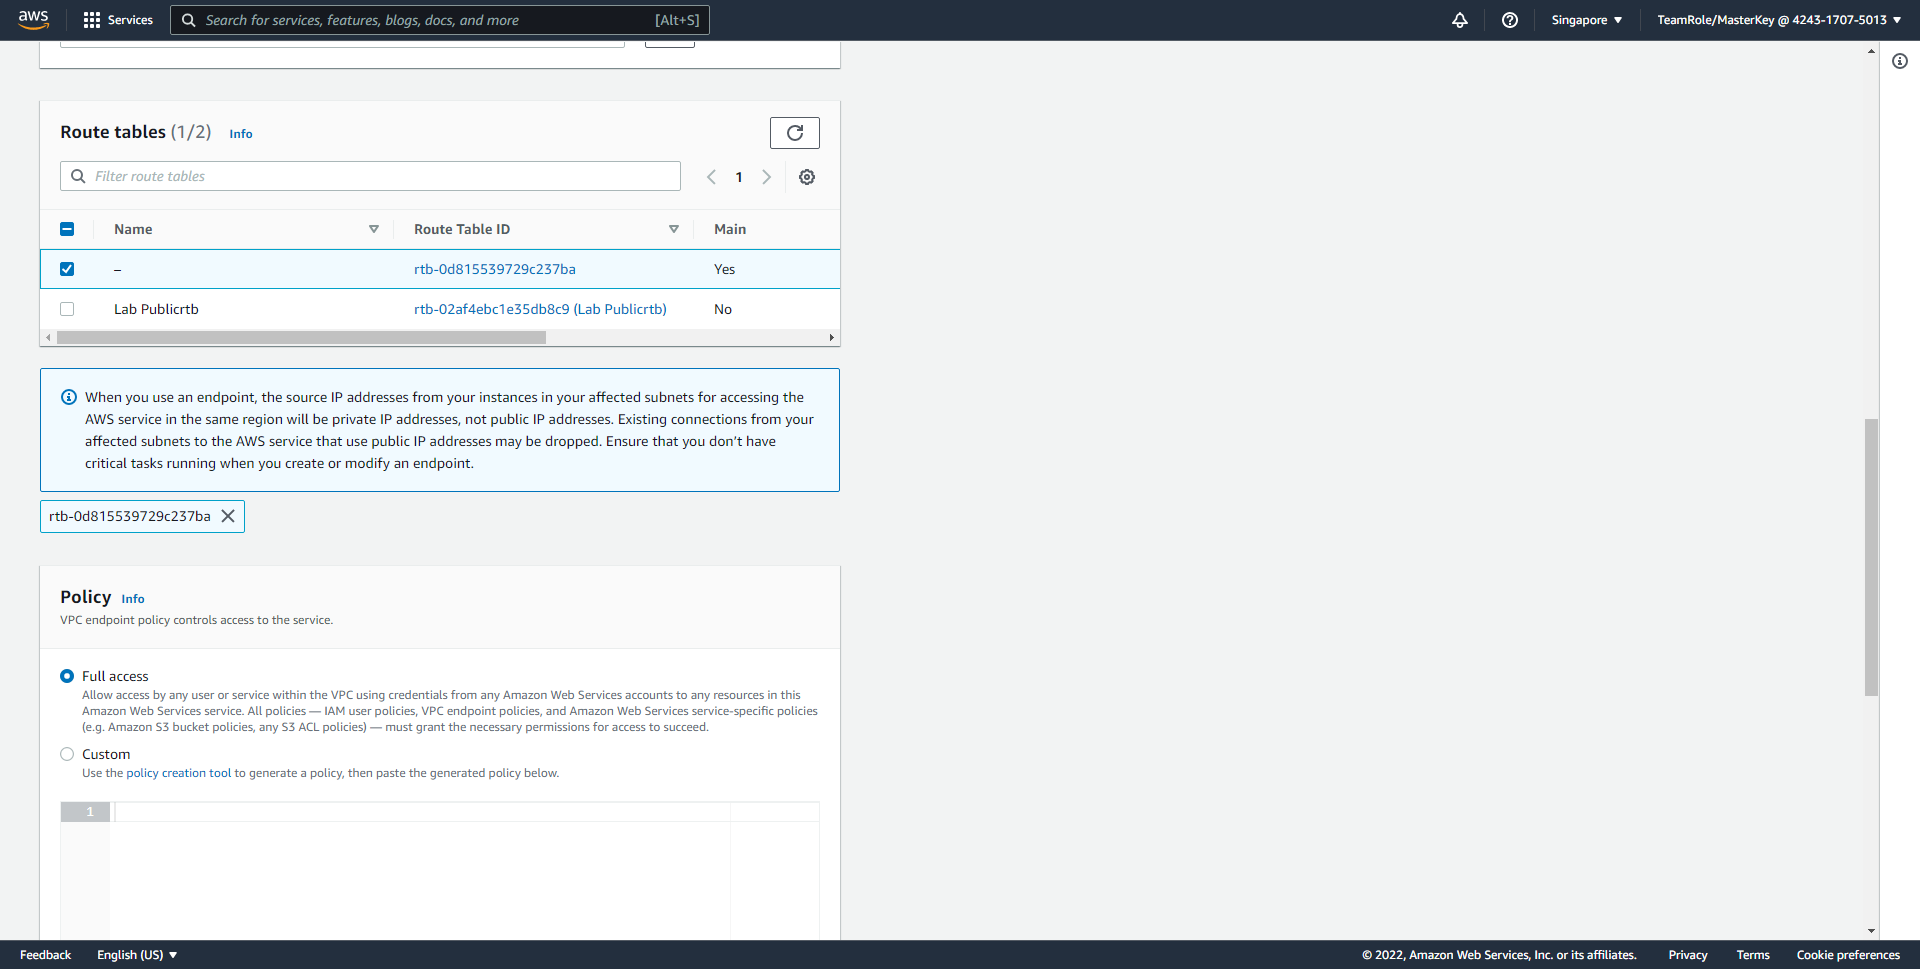 aws
Services
Search for services, features, blogs, docs, and more
[Alt+S]
Singapore ▼
TeamRole/MasterKey @ 4243-1707-5013 ▼
Route tables (1/2) Info
Filter route tables
1
Name
Route Table ID
Main
–
rtb-0d815539729c237ba
Yes
Lab Publicrtb
rtb-02af4ebc1e35db8c9 (Lab Publicrtb)
No
When you use an endpoint, the source IP addresses from your instances in your affected subnets for accessing the
AWS service in the same region will be private IP addresses, not public IP addresses. Existing connections from your
affected subnets to the AWS service that use public IP addresses may be dropped. Ensure that you don’t have
critical tasks running when you create or modify an endpoint.
rtb-0d815539729c237ba
Policy Info
VPC endpoint policy controls access to the service.
Full access
Allow access by any user or service within the VPC using credentials from any Amazon Web Services accounts to any resources in this
Amazon Web Services service. All policies — IAM user policies, VPC endpoint policies, and Amazon Web Services service-specific policies
(e.g. Amazon S3 bucket policies, any S3 ACL policies) — must grant the necessary permissions for access to succeed.
Custom
Use the policy creation tool to generate a policy, then paste the generated policy below.
1
Feedback
English (US) ▼
© 2022, Amazon Web Services, Inc. or its affiliates.
Privacy
Terms
Cookie preferences